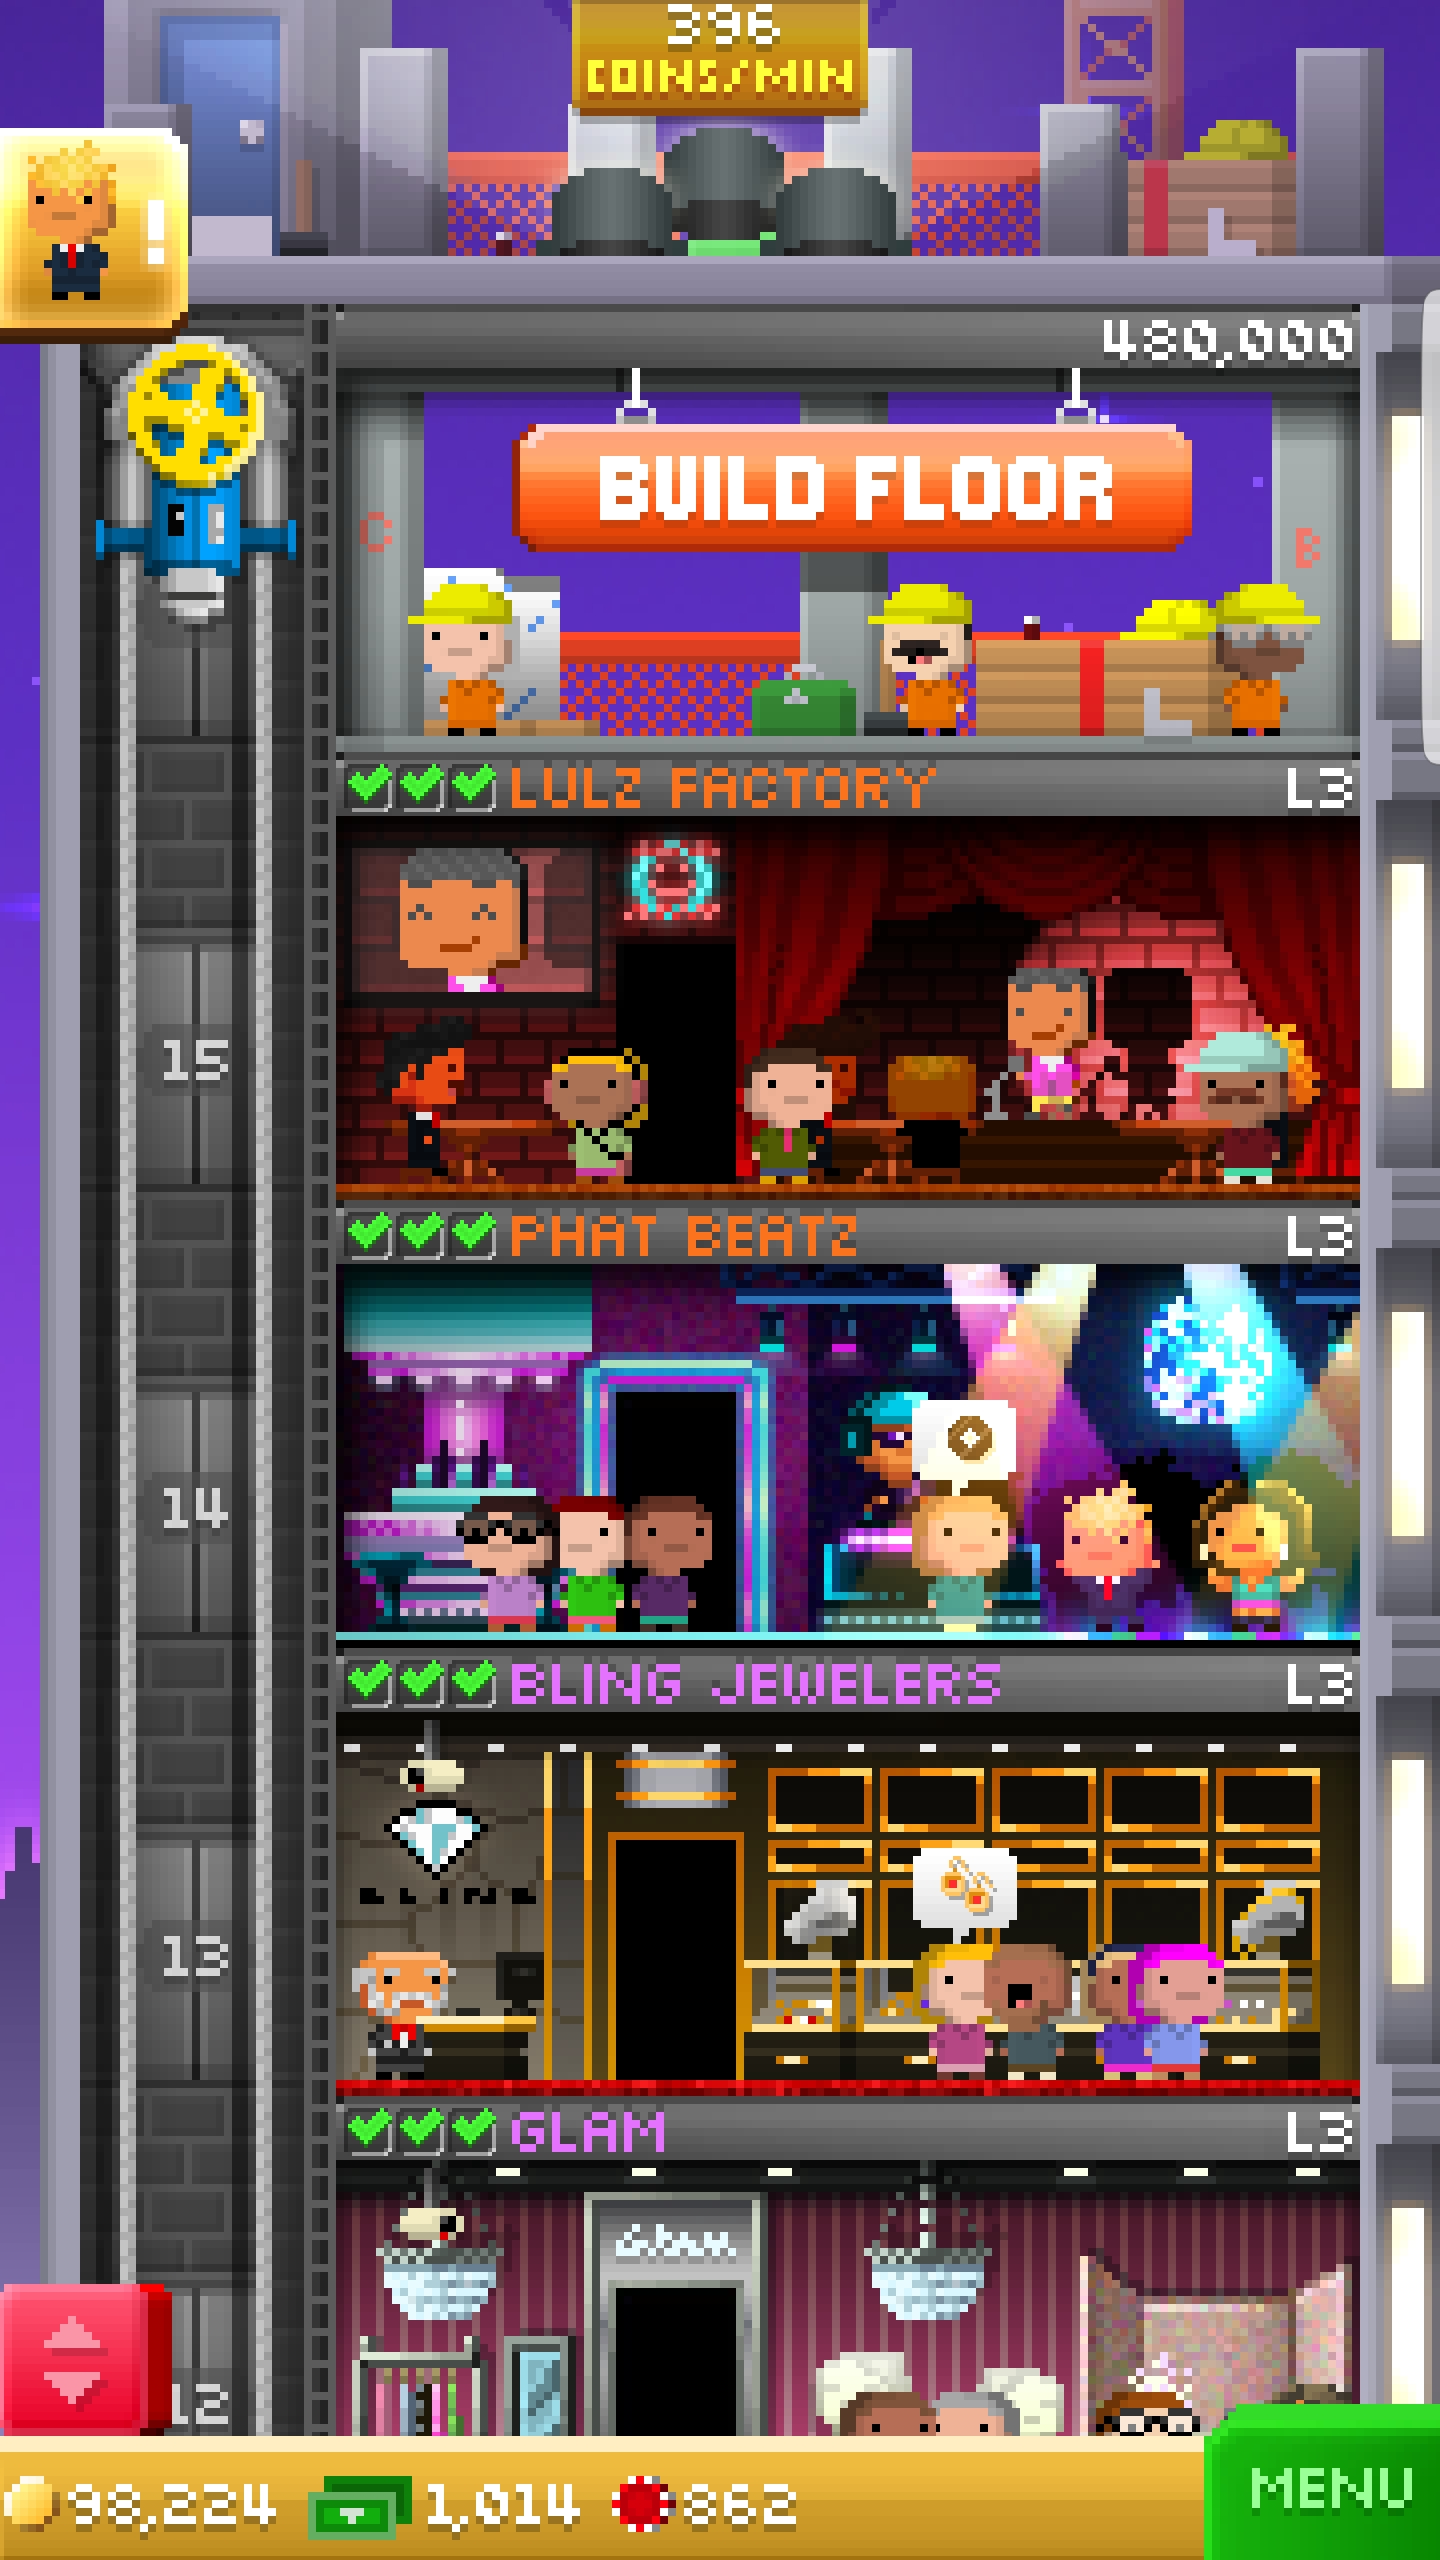 396
COINS/MIN
!
480,000
BUILD FLOOR
C
B
LULZ FACTORY L3
15
PHAT BEATZ L3
14
BLING JEWELERS L3
BLING
13
GLAM L3
Glam
12
98,224 1,014 862
MENU